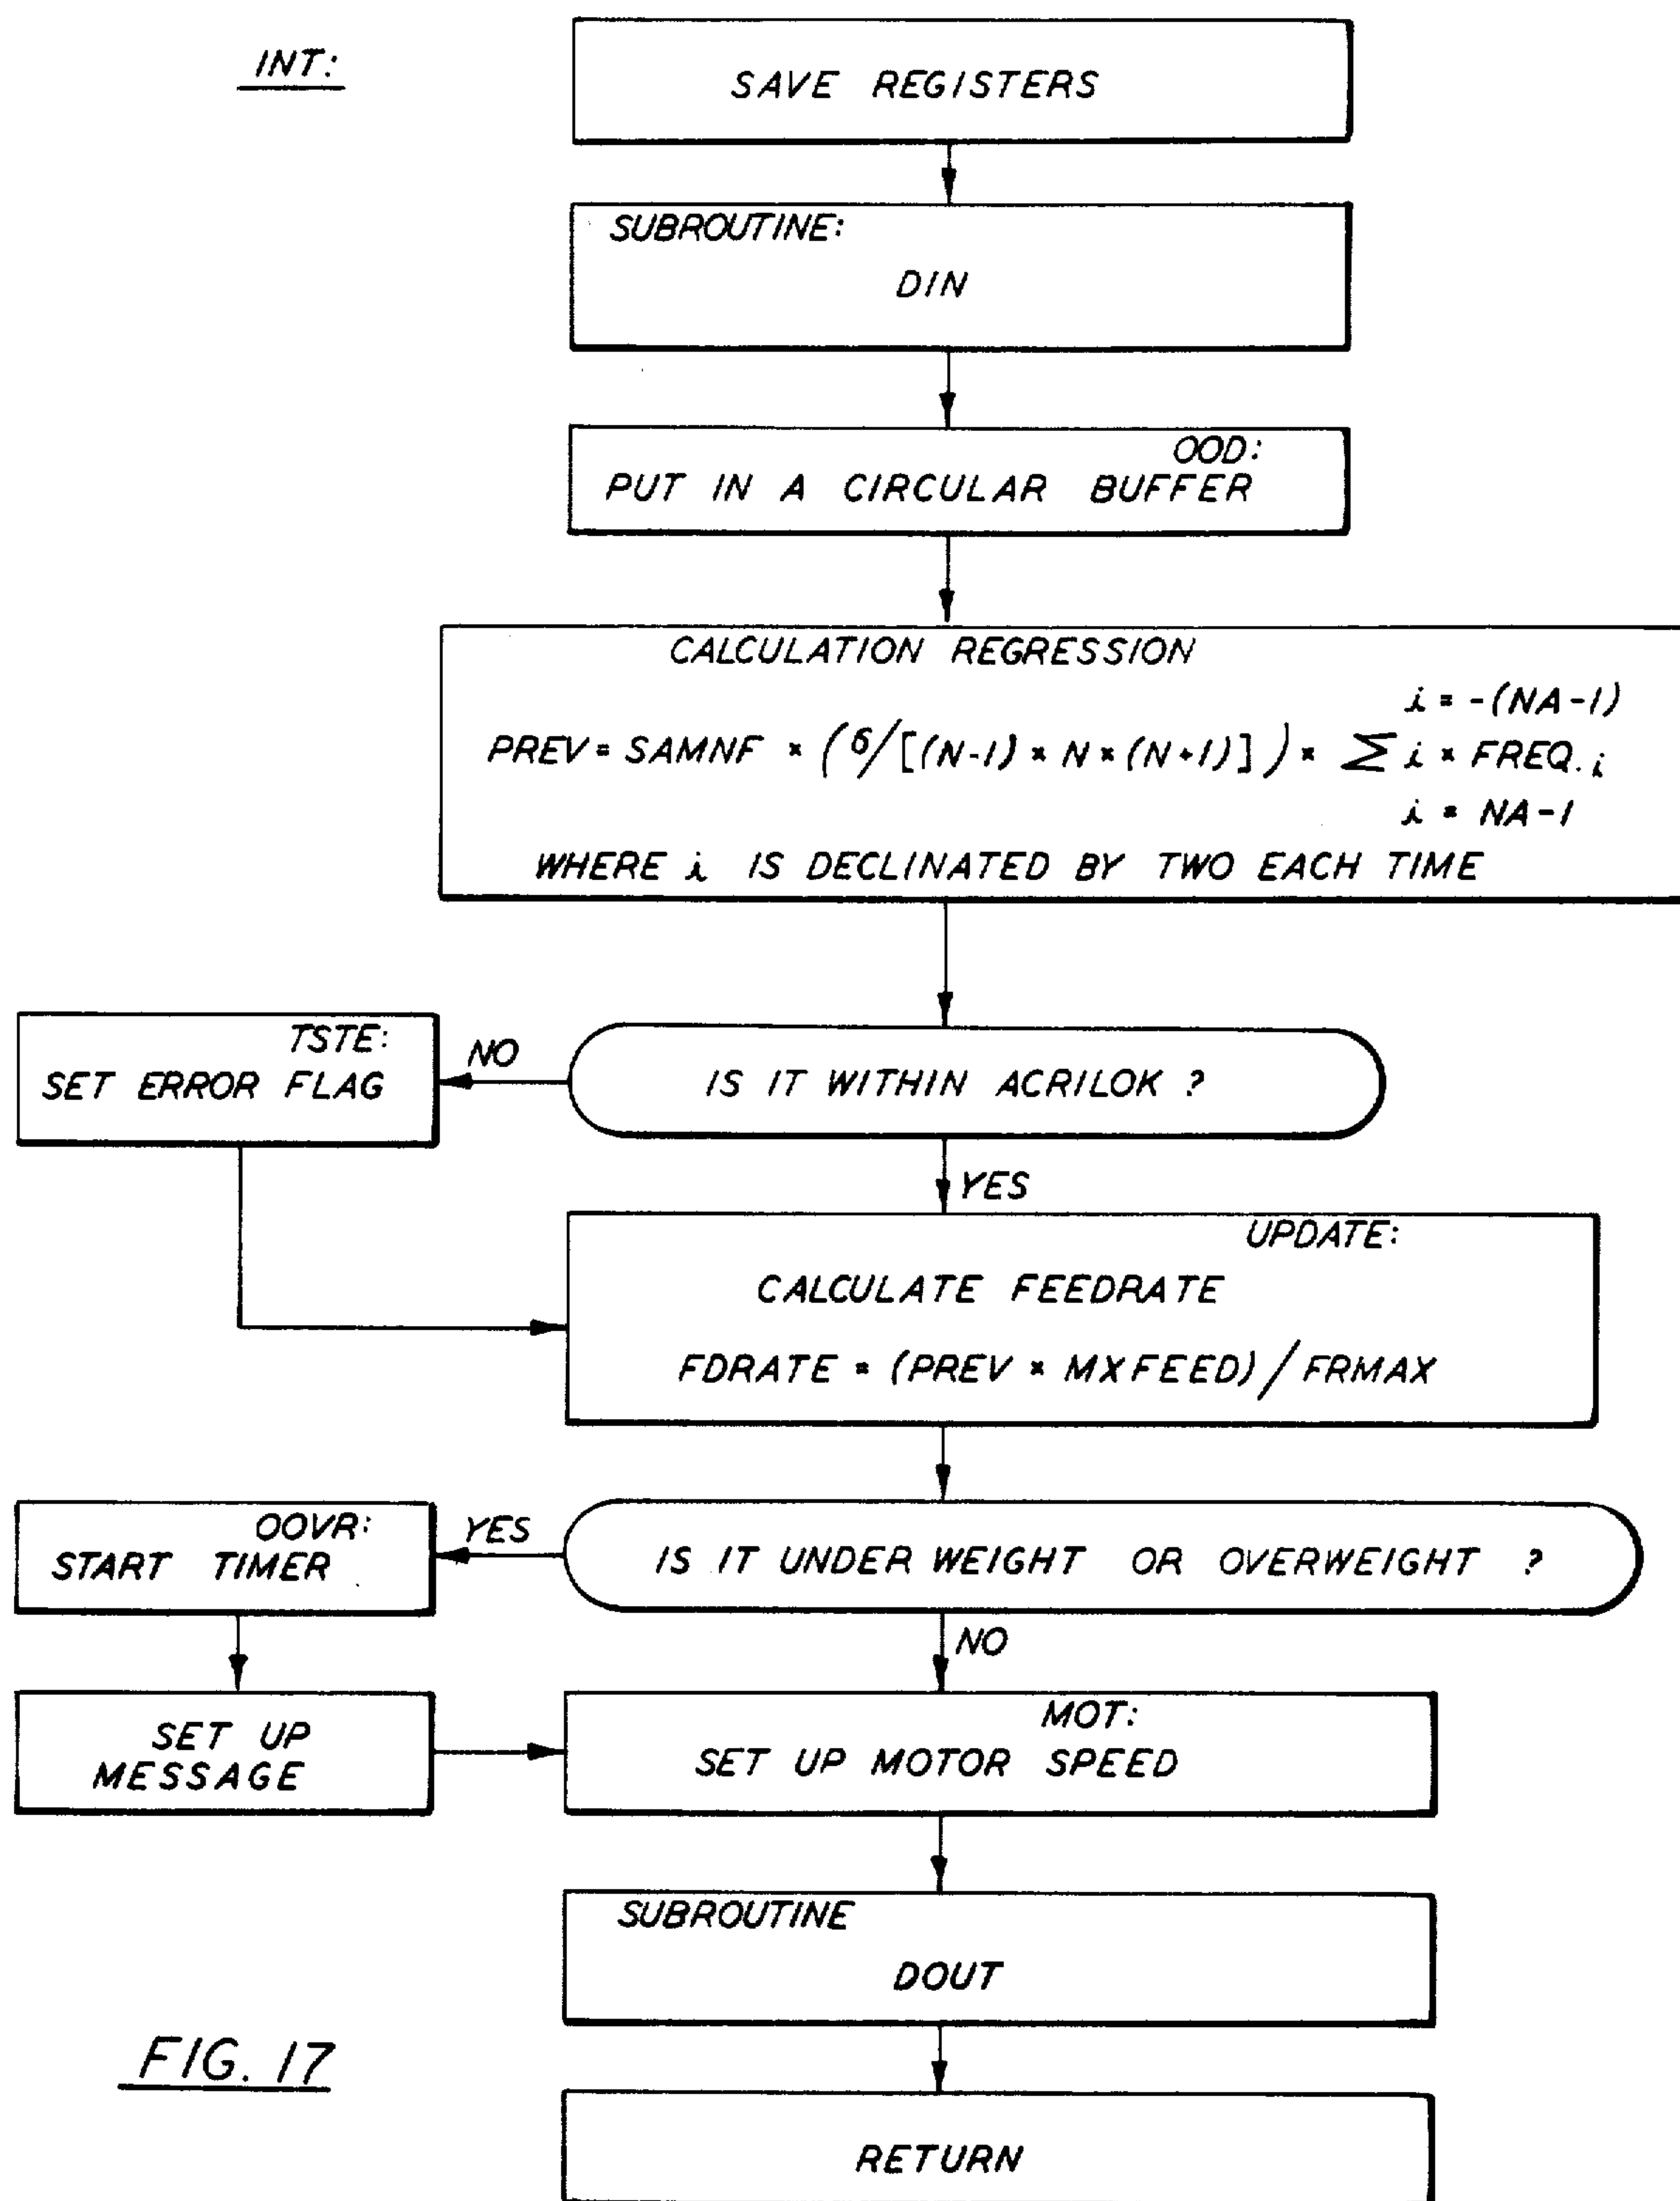 INT:
SAVE REGISTERS
SUBROUTINE:
DIN
OOD:
PUT IN A CIRCULAR BUFFER
CALCULATION REGRESSION
i = -(NA-1)
PREV = SAMNF × (6/[(N-1) × N × (N+1)]) × Σ i × FREQ.i
i = NA-1
WHERE i IS DECLINATED BY TWO EACH TIME
TSTE:
SET ERROR FLAG
NO
IS IT WITHIN ACRILOK ?
YES
UPDATE:
CALCULATE FEEDRATE
FDRATE = (PREV × MXFEED) / FRMAX
OOVR:
START TIMER
YES
IS IT UNDER WEIGHT OR OVERWEIGHT ?
NO
SET UP
MESSAGE
MOT:
SET UP MOTOR SPEED
SUBROUTINE
DOUT
FIG. 17
RETURN